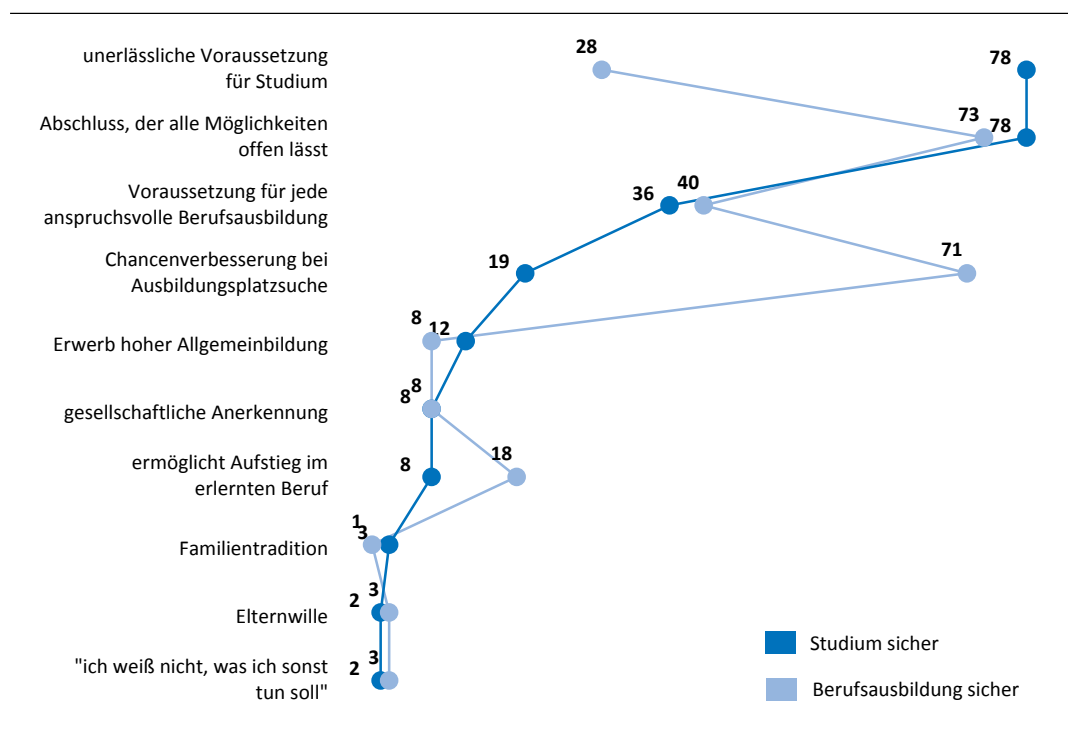 unerlässliche Voraussetzung
für Studium
28
78
Abschluss, der alle Möglichkeiten
offen lässt
73
78
Voraussetzung für jede
anspruchsvolle Berufsausbildung
36
40
Chancenverbesserung bei
Ausbildungsplatzsuche
19
71
Erwerb hoher Allgemeinbildung
8
12
gesellschaftliche Anerkennung
8
8
ermöglicht Aufstieg im
erlernten Beruf
8
18
Familientradition
1
3
Elternwille
2
3
"ich weiß nicht, was ich sonst
tun soll"
2
3
Studium sicher
Berufsausbildung sicher